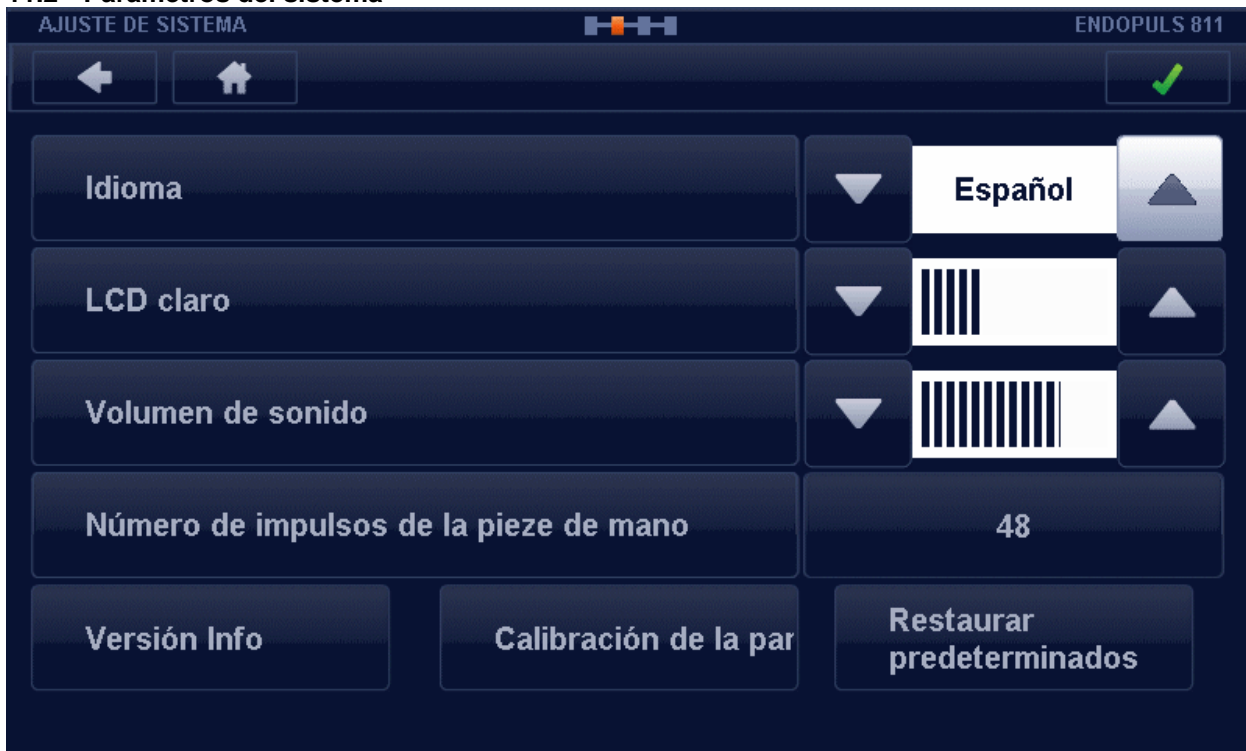 AJUSTE DE SISTEMA
ENDOPULS 811
Idioma
Español
LCD claro
Volumen de sonido
Número de impulsos de la pieze de mano
48
Versión Info
Calibración de la par
Restaurar
predeterminados